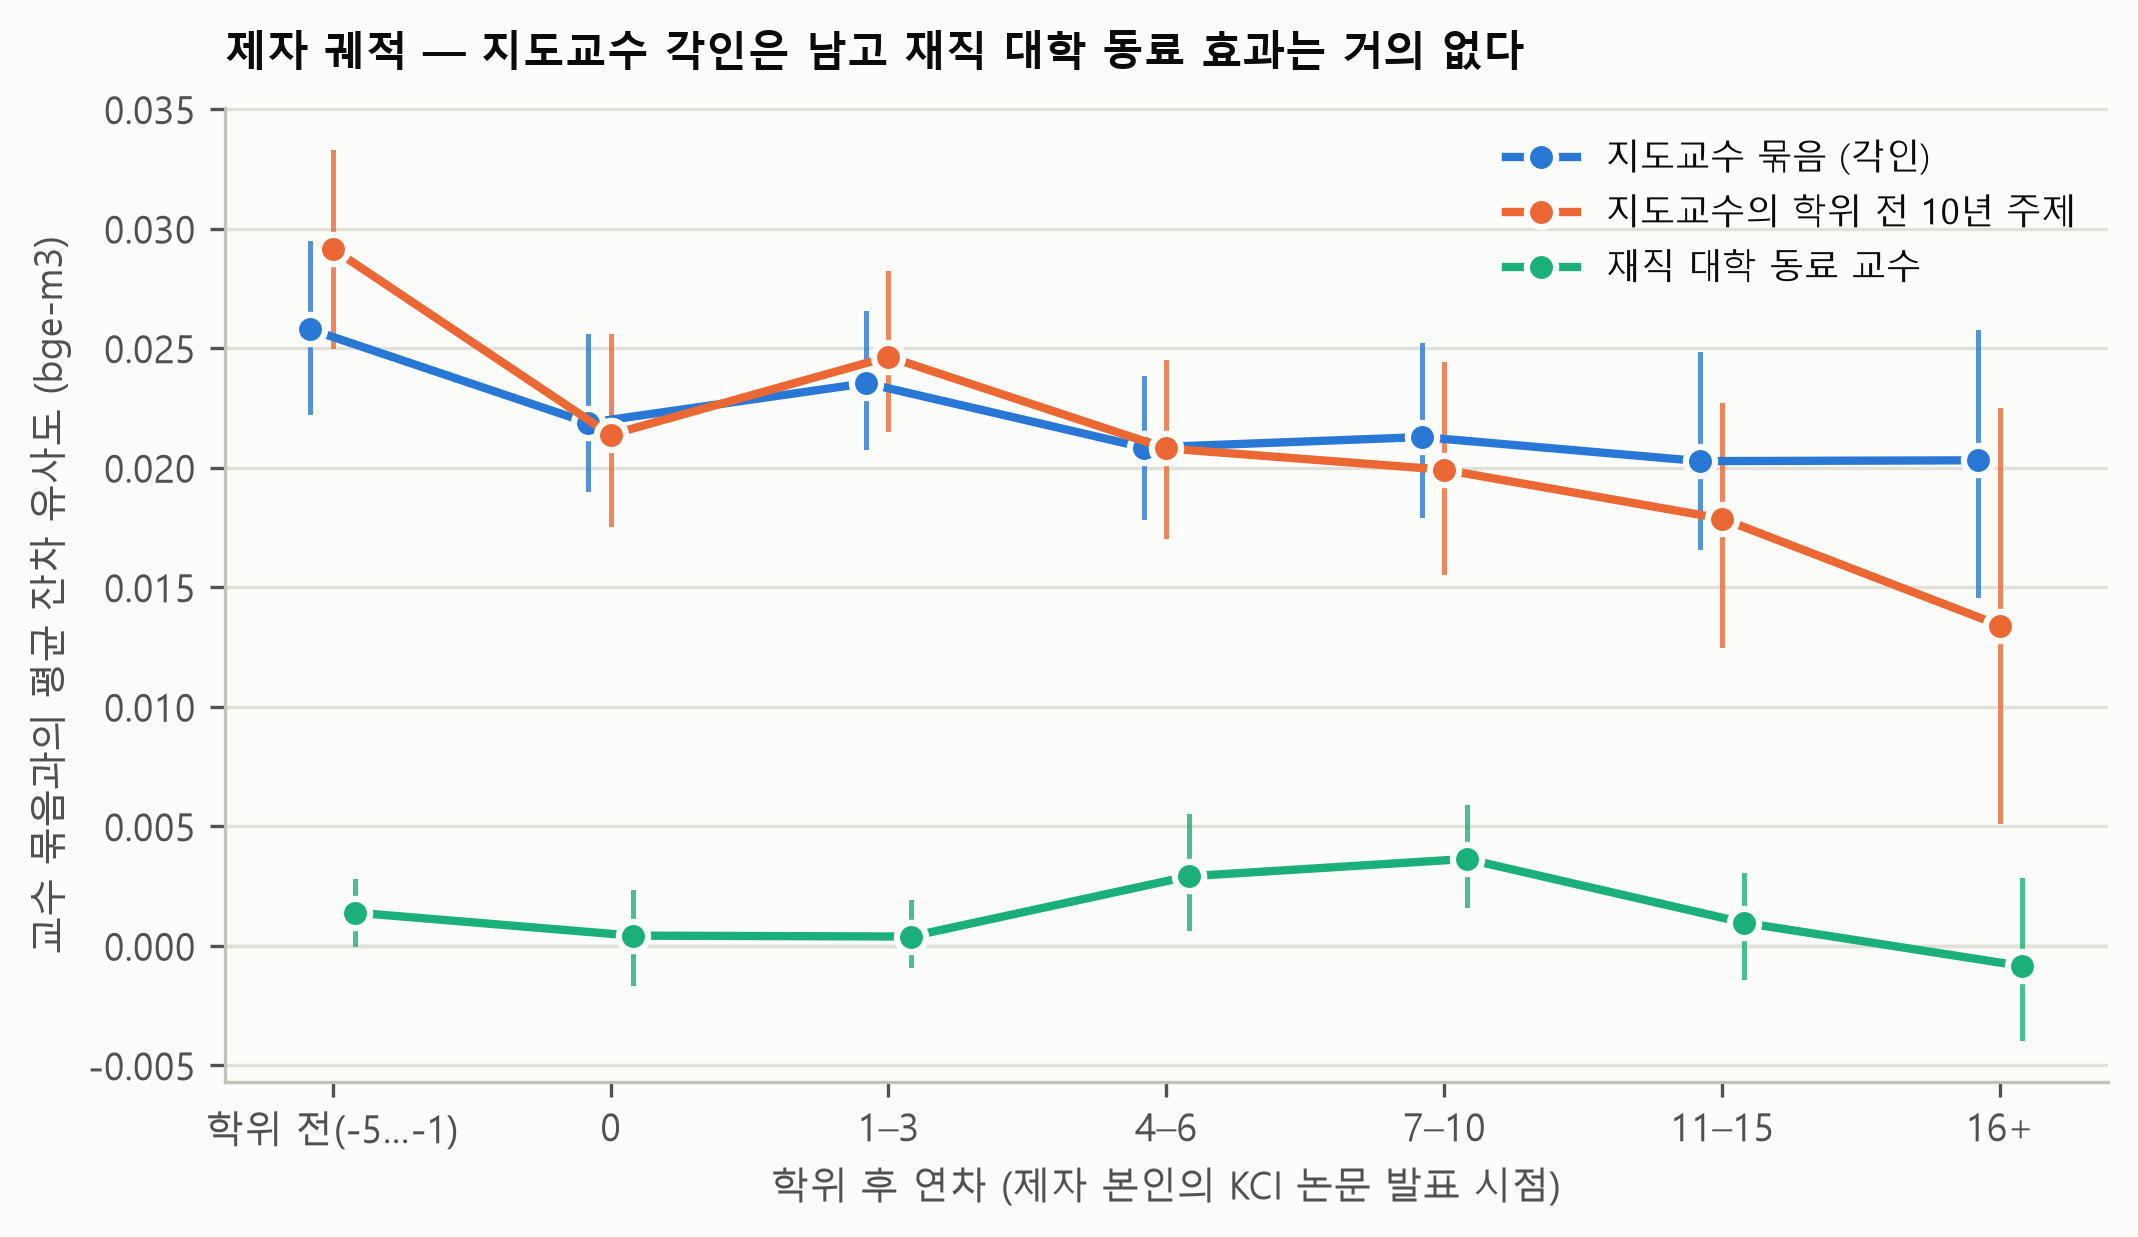 제자 궤적 — 지도교수 각인은 남고 재직 대학 동료 효과는 거의 없다
교수 묶음과의 평균 잔차 유사도 (bge-m3)
0.035
0.030
0.025
0.020
0.015
0.010
0.005
0.000
-0.005
지도교수 묶음 (각인)
지도교수의 학위 전 10년 주제
재직 대학 동료 교수
학위 전(-5…-1)
0
1–3
4–6
7–10
11–15
16+
학위 후 연차 (제자 본인의 KCI 논문 발표 시점)